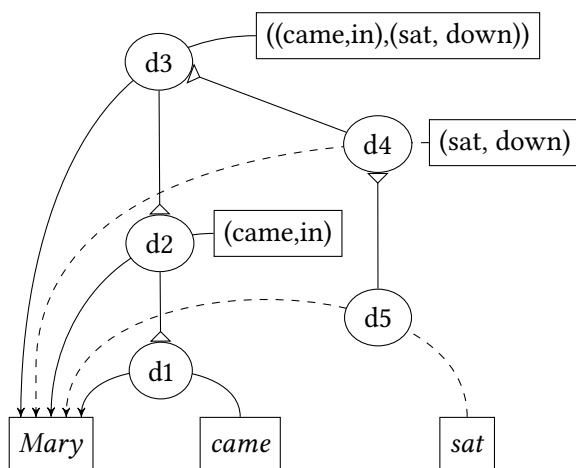 ((came,in),(sat, down))
d3
d4
(sat, down)
d2
(came,in)
d5
d1
Mary
came
sat